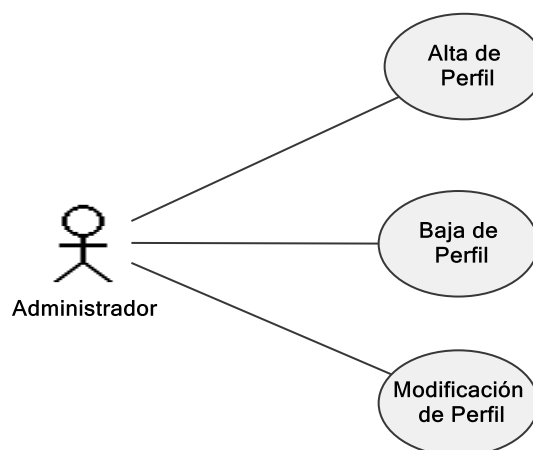 Alta de
Perfil
Baja de
Perfil
Administrador
Modificación
de Perfil